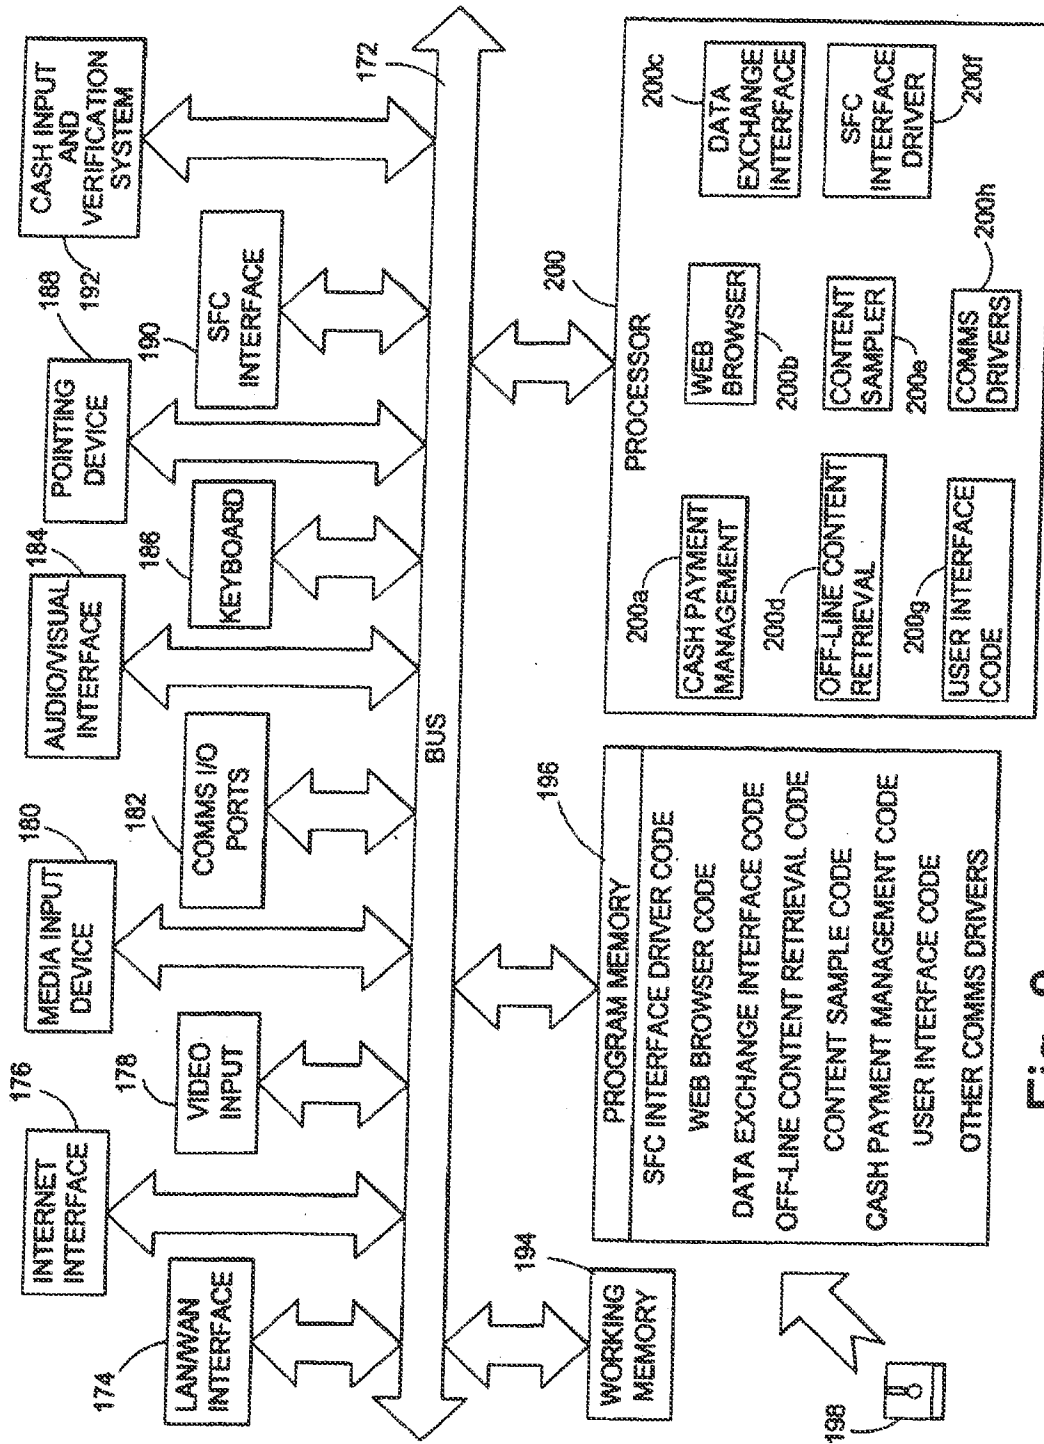 174
LAN/WAN
INTERFACE
176
INTERNET
INTERFACE
178
VIDEO
INPUT
180
MEDIA INPUT
DEVICE
182
COMMS I/O
PORTS
184
AUDIO/VISUAL
INTERFACE
186
KEYBOARD
188
POINTING
DEVICE
190
SFC
INTERFACE
192
CASH INPUT
AND
VERIFICATION
SYSTEM
172
BUS
194
WORKING
MEMORY
198
196
PROGRAM MEMORY
SFC INTERFACE DRIVER CODE
WEB BROWSER CODE
DATA EXCHANGE INTERFACE CODE
OFF-LINE CONTENT RETRIEVAL CODE
CONTENT SAMPLE CODE
CASH PAYMENT MANAGEMENT CODE
USER INTERFACE CODE
OTHER COMMS DRIVERS
200
PROCESSOR
200a
CASH PAYMENT
MANAGEMENT
WEB
BROWSER
200b
200c
DATA
EXCHANGE
INTERFACE
200d
OFF-LINE CONTENT
RETRIEVAL
CONTENT
SAMPLER
200e
SFC
INTERFACE
DRIVER
200f
200g
USER INTERFACE
CODE
200h
COMMS
DRIVERS
Fig.